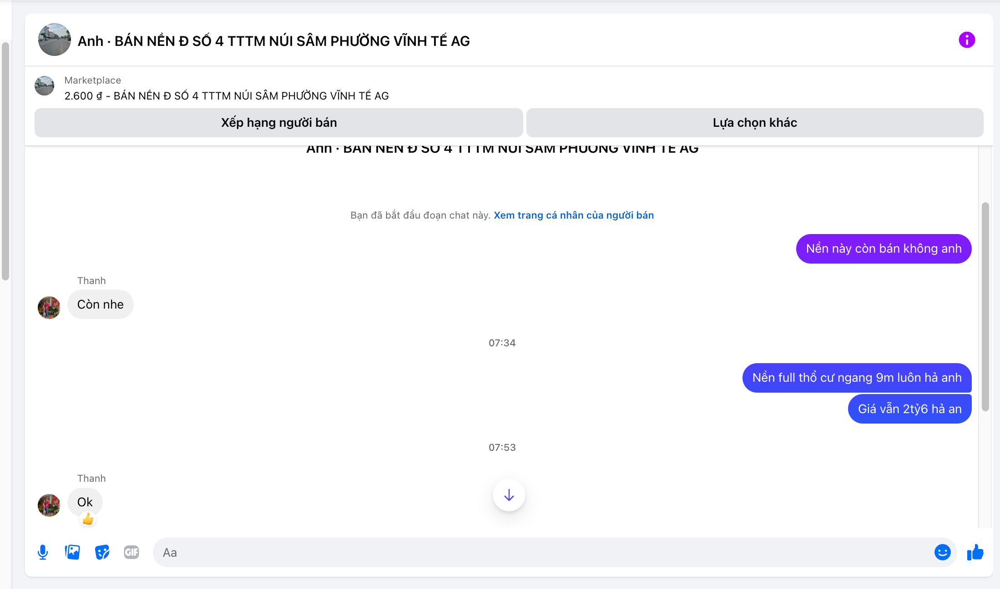 Anh · BÁN NỀN Đ SỐ 4 TTTM NÚI SÂM PHƯỜNG VĨNH TẾ AG
Marketplace
2.600 ₫ - BÁN NỀN Đ SỐ 4 TTTM NÚI SÂM PHƯỜNG VĨNH TẾ AG
Xếp hạng người bán
Lựa chọn khác
Anh · BÁN NỀN Đ SỐ 4 TTTM NÚI SÂM PHƯỜNG VĨNH TẾ AG
Bạn đã bắt đầu đoạn chat này. Xem trang cá nhân của người bán
Nền này còn bán không anh
Thanh
Còn nhe
07:34
Nền full thổ cư ngang 9m luôn hả anh
Giá vẫn 2tỷ6 hả an
07:53
Thanh
Ok
GIF
Aa